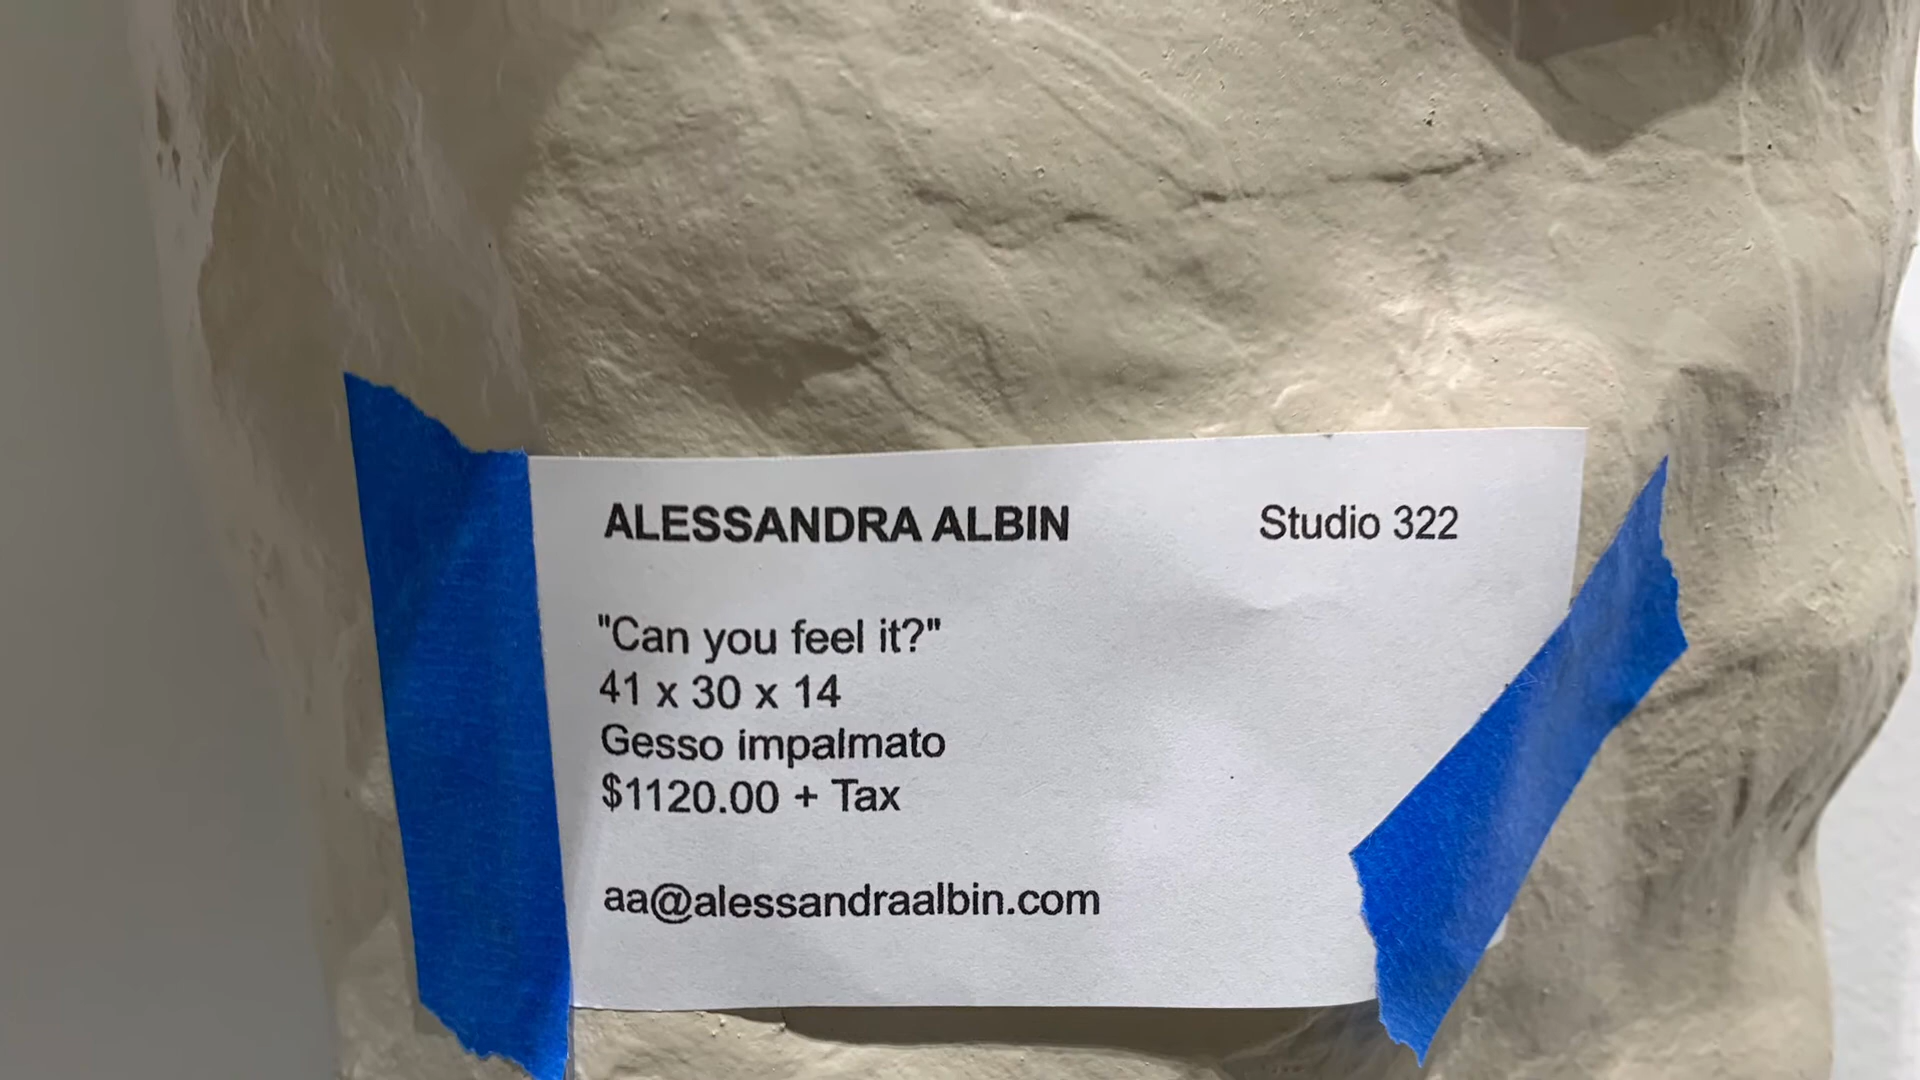 ALESSANDRA ALBIN Studio 322
"Can you feel it?"
41 x 30 x 14
Gesso impalmato
$1120.00 + Tax
aa@alessandraalbin.com